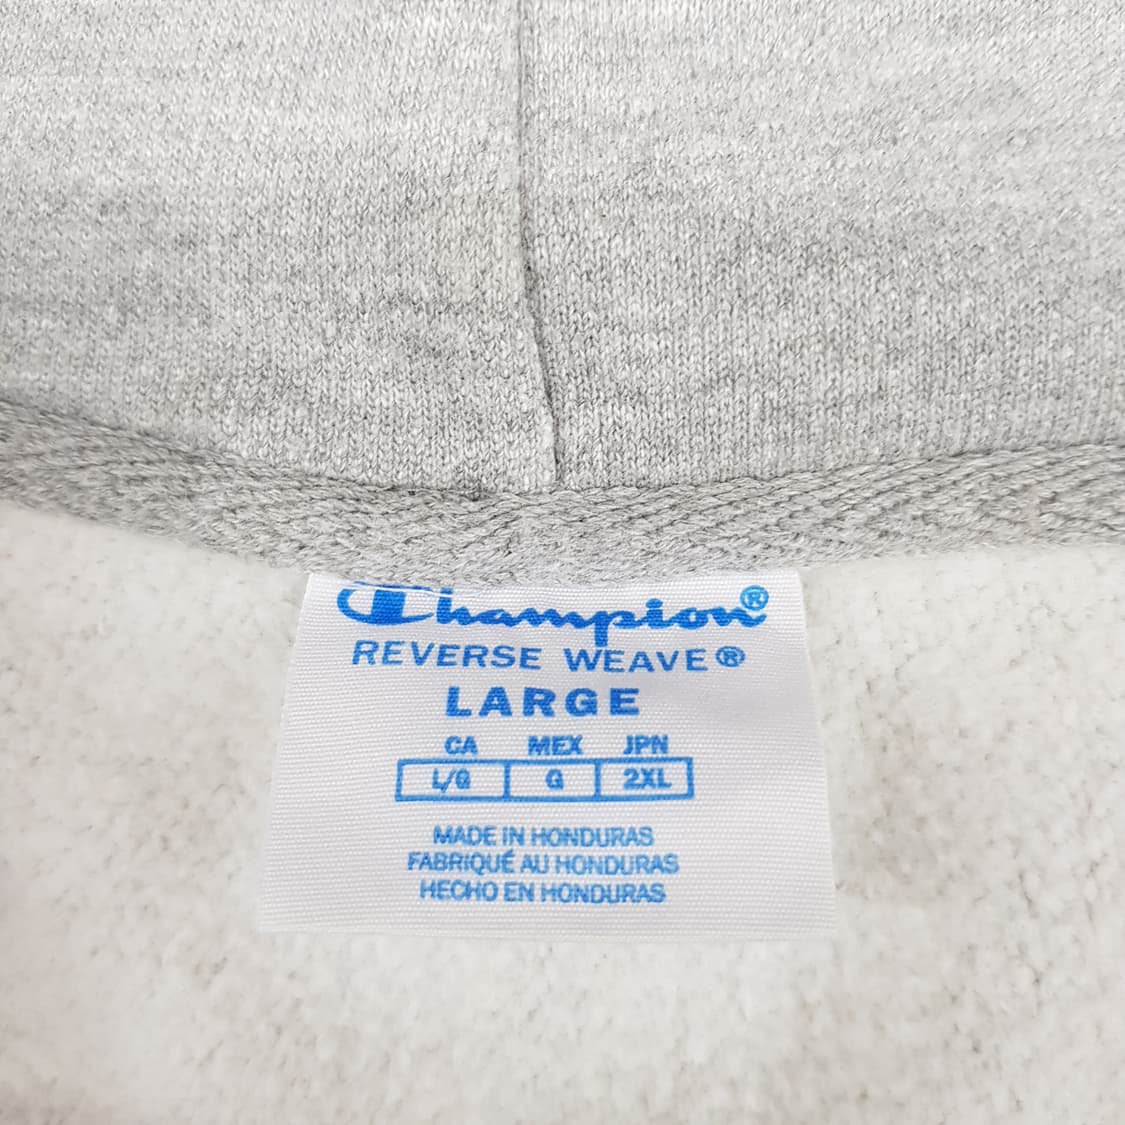 Champion®
REVERSE WEAVE®
LARGE
CA MEX JPN
L/G G 2XL
MADE IN HONDURAS
FABRIQUÉ AU HONDURAS
HECHO EN HONDURAS